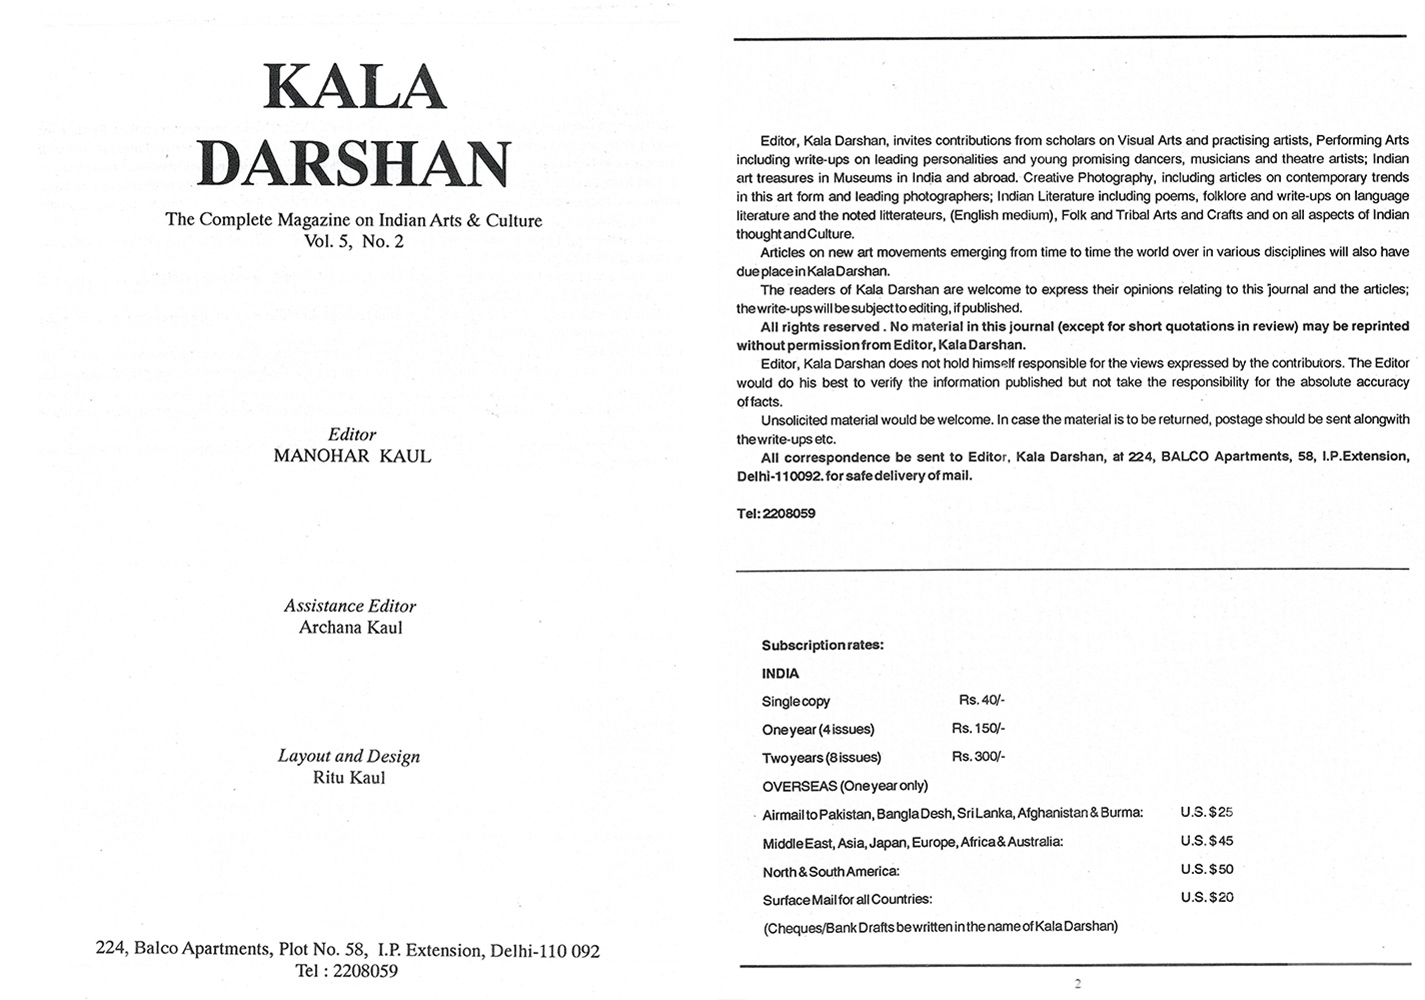 KALA
DARSHAN
The Complete Magazine on Indian Arts & Culture
Vol. 5, No. 2
Editor
MANOHAR KAUL
Assistance Editor
Archana Kaul
Layout and Design
Ritu Kaul
224, Balco Apartments, Plot No. 58, I.P. Extension, Delhi-110 092
Tel : 2208059
Editor, Kala Darshan, invites contributions from scholars on Visual Arts and practising artists, Performing Arts
including write-ups on leading personalities and young promising dancers, musicians and theatre artists; Indian
art treasures in Museums in India and abroad. Creative Photography, including articles on contemporary trends
in this art form and leading photographers; Indian Literature including poems, folklore and write-ups on language
literature and the noted litterateurs, (English medium), Folk and Tribal Arts and Crafts and on all aspects of Indian
thought and Culture.
Articles on new art movements emerging from time to time the world over in various disciplines will also have
due place in Kala Darshan.
The readers of Kala Darshan are welcome to express their opinions relating to this journal and the articles;
the write-ups will be subject to editing, if published.
All rights reserved . No material in this journal (except for short quotations in review) may be reprinted
without permission from Editor, Kala Darshan.
Editor, Kala Darshan does not hold himself responsible for the views expressed by the contributors. The Editor
would do his best to verify the information published but not take the responsibility for the absolute accuracy
of facts.
Unsolicited material would be welcome. In case the material is to be returned, postage should be sent alongwith
the write-ups etc.
All correspondence be sent to Editor, Kala Darshan, at 224, BALCO Apartments, 58, I.P.Extension,
Delhi-110092. for safe delivery of mail.
Tel: 2208059
Subscription rates:
INDIA
Single copy Rs. 40/-
One year (4 issues) Rs. 150/-
Two years (8 issues) Rs. 300/-
OVERSEAS (One year only)
Airmail to Pakistan, Bangla Desh, Sri Lanka, Afghanistan & Burma: U.S. $ 25
Middle East, Asia, Japan, Europe, Africa & Australia: U.S. $ 45
North & South America: U.S. $ 50
Surface Mail for all Countries: U.S. $ 20
(Cheques/Bank Drafts be written in the name of Kala Darshan)
2